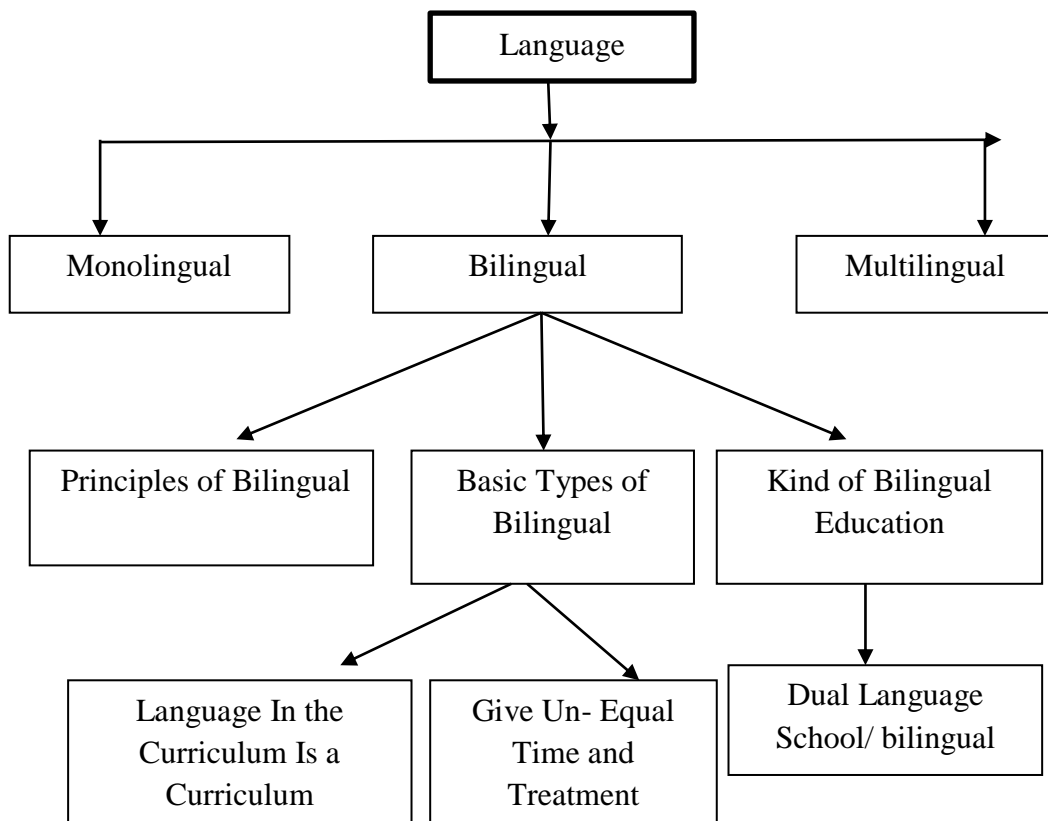 Language
Monolingual
Bilingual
Multilingual
Principles of Bilingual
Basic Types of
Bilingual
Kind of Bilingual
Education
Language In the
Curriculum Is a
Curriculum
Give Un- Equal
Time and
Treatment
Dual Language
School/ bilingual